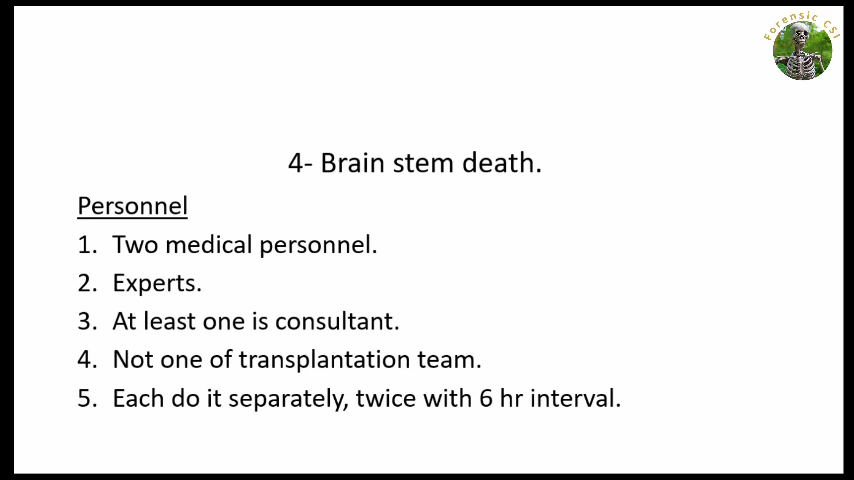 Forensic CSI
4- Brain stem death.
Personnel
1. Two medical personnel.
2. Experts.
3. At least one is consultant.
4. Not one of transplantation team.
5. Each do it separately, twice with 6 hr interval.